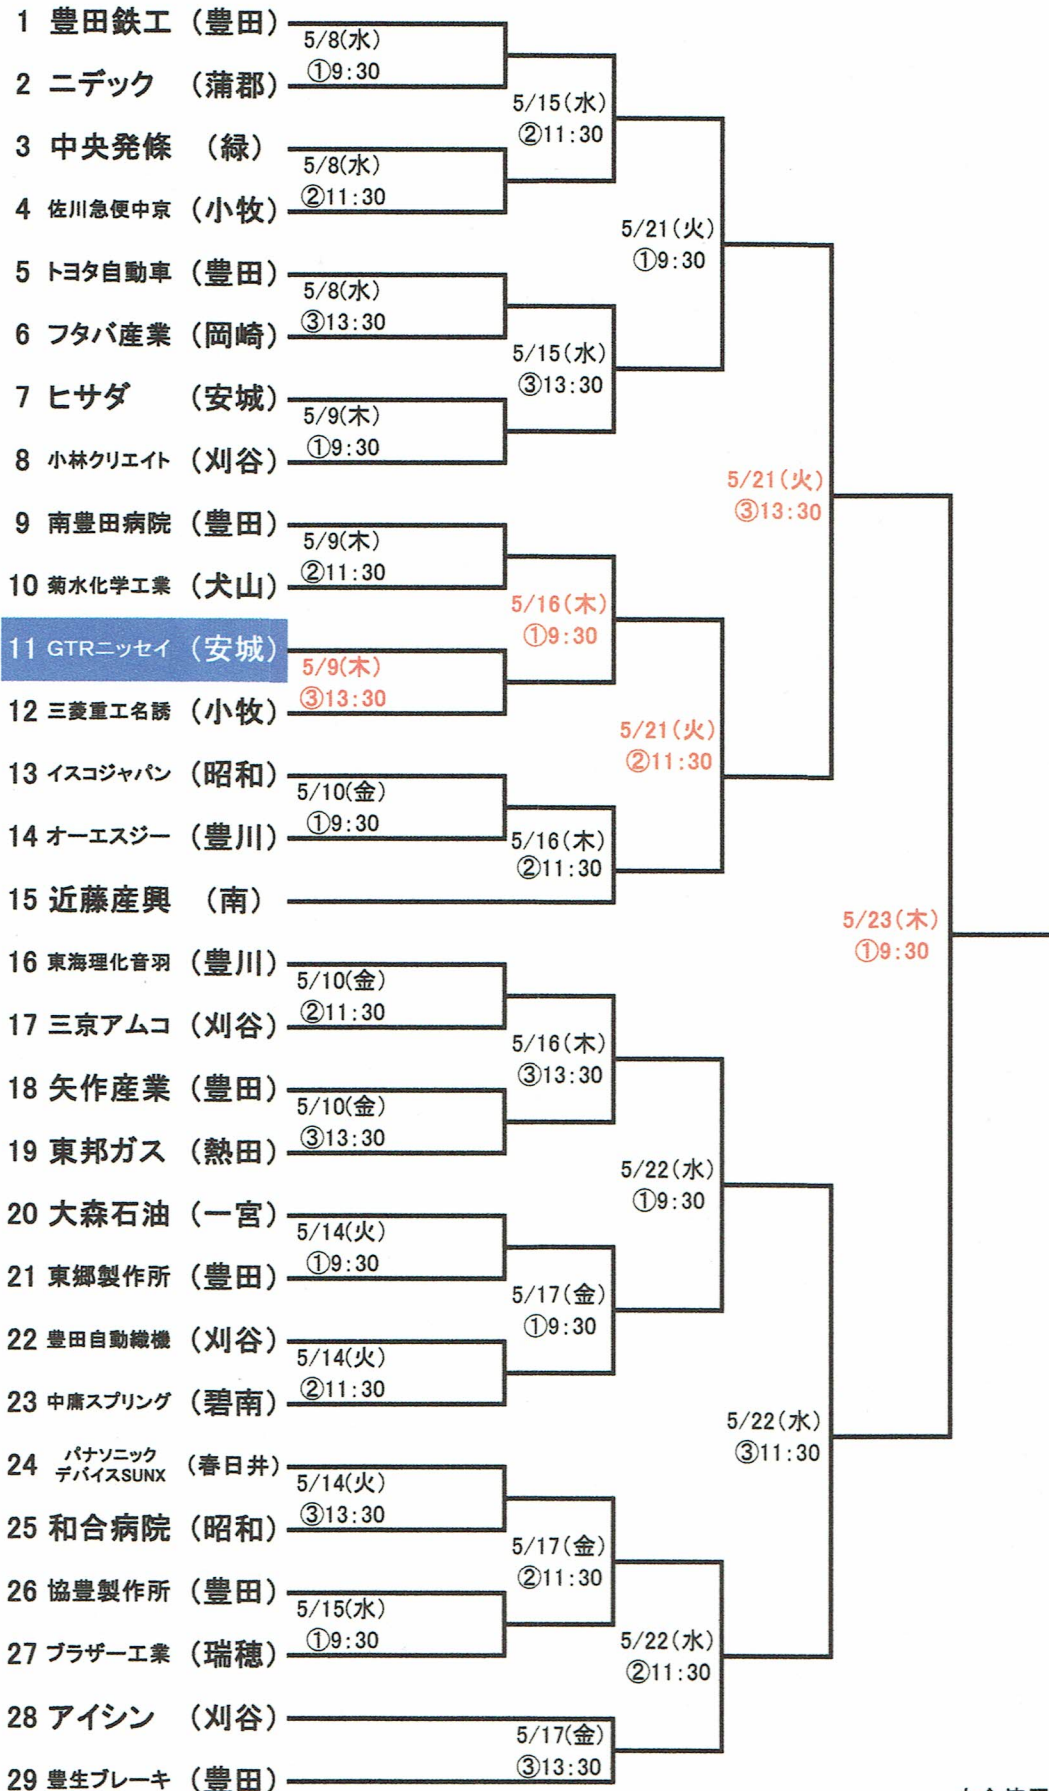 1 豊田鉄工 (豊田)
5/8(水)
①9:30
2 ニデック (蒲郡)
5/15(水)
②11:30
3 中央発條 (緑)
5/8(水)
②11:30
4 佐川急便中京 (小牧)
5/21(火)
①9:30
5 トヨタ自動車 (豊田)
5/8(水)
③13:30
6 フタバ産業 (岡崎)
5/15(水)
③13:30
7 ヒサダ (安城)
5/9(木)
①9:30
8 小林クリエイト (刈谷)
5/21(火)
③13:30
9 南豊田病院 (豊田)
5/9(木)
②11:30
10 菊水化学工業 (犬山)
5/16(木)
①9:30
11 GTRニッセイ (安城)
5/9(木)
③13:30
12 三菱重工名誘 (小牧)
5/21(火)
②11:30
13 イスコジャパン (昭和)
5/10(金)
①9:30
14 オーエスジー (豊川)
5/16(木)
②11:30
15 近藤産興 (南)
5/23(木)
①9:30
16 東海理化音羽 (豊川)
5/10(金)
②11:30
17 三京アムコ (刈谷)
5/16(木)
③13:30
18 矢作産業 (豊田)
5/10(金)
③13:30
19 東邦ガス (熱田)
5/22(水)
①9:30
20 大森石油 (一宮)
5/14(火)
①9:30
21 東郷製作所 (豊田)
5/17(金)
①9:30
22 豊田自動織機 (刈谷)
5/14(火)
②11:30
23 中庸スプリング (碧南)
5/22(水)
③11:30
24 パナソニック
デバイスSUNX (春日井)
5/14(火)
③13:30
25 和合病院 (昭和)
5/17(金)
②11:30
26 協豊製作所 (豊田)
5/15(水)
①9:30
27 ブラザー工業 (瑞穂)
5/22(水)
②11:30
28 アイシン (刈谷)
5/17(金)
③13:30
29 豊生ブレーキ (豊田)